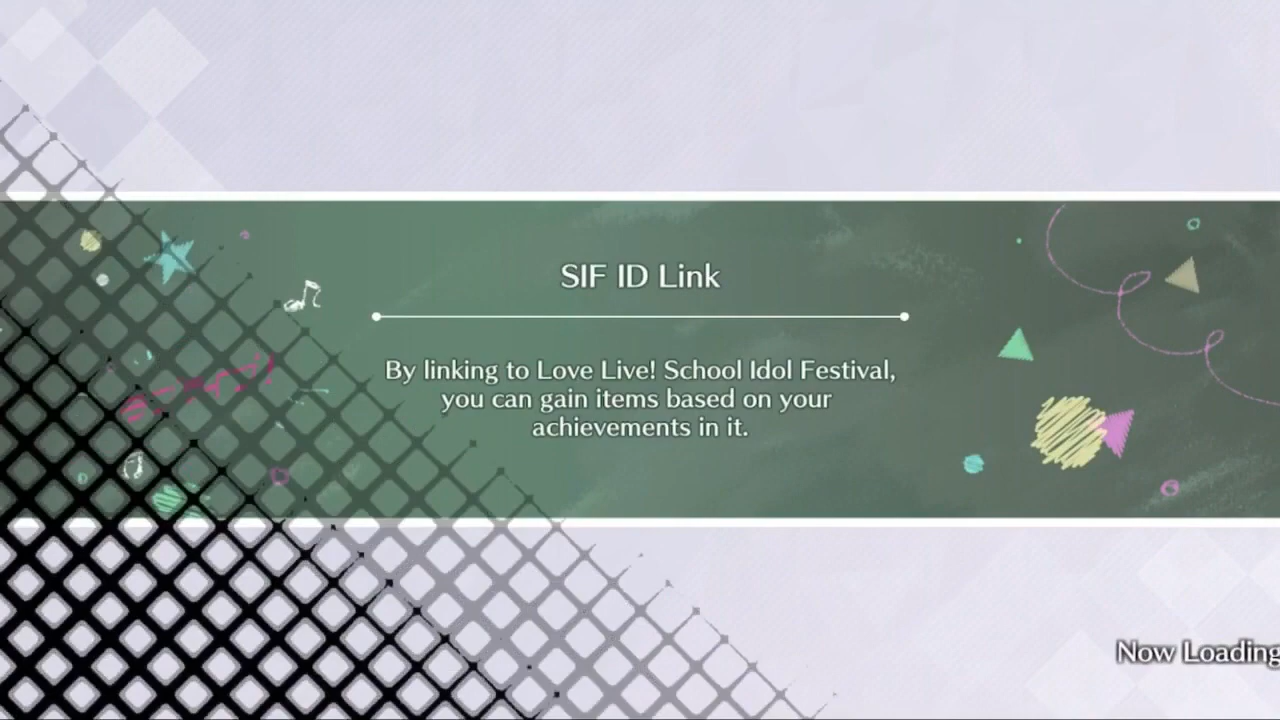 SIF ID Link
By linking to Love Live! School Idol Festival,
you can gain items based on your
achievements in it.
Now Loading